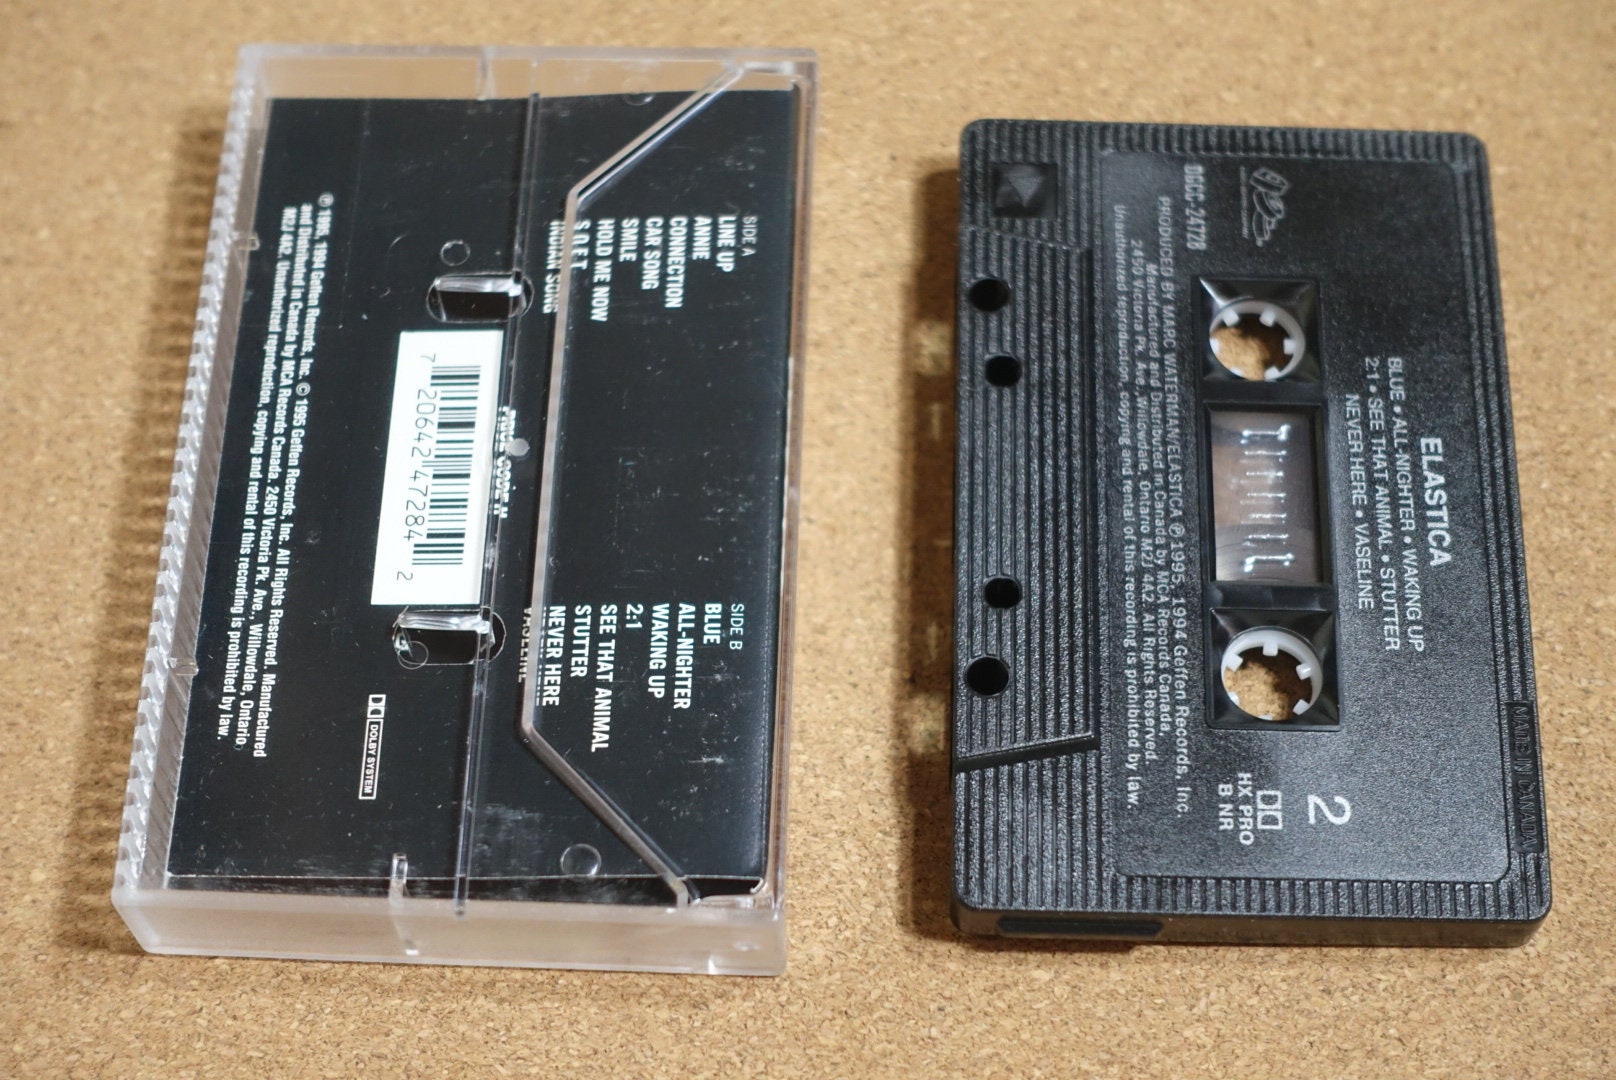 SIDE A
LINE UP
ANNIE
CONNECTION
CAR SONG
SMILE
HOLD ME NOW
S.O.F.T.
INDIAN SONG
SIDE B
BLUE
ALL-NIGHTER
WAKING UP
2:1
SEE THAT ANIMAL
STUTTER
NEVER HERE
VASELINE
7 20642 47284 2
DOLBY SYSTEM
℗ 1995, 1994 Geffen Records, Inc. © 1995 Geffen Records, Inc. All Rights Reserved. Manufactured
and Distributed in Canada by MCA Records Canada, 2450 Victoria Pk. Ave., Willowdale, Ontario
M2J 4A2. Unauthorized reproduction, copying and rental of this recording is prohibited by law.
MADE IN CANADA
ELASTICA
BLUE • ALL-NIGHTER • WAKING UP
2:1 • SEE THAT ANIMAL • STUTTER
NEVER HERE • VASELINE
2
HX PRO
B NR
DGCC-24728
PRODUCED BY MARC WATERMAN/ELASTICA ℗ 1995, 1994 Geffen Records, Inc.
Manufactured and Distributed in Canada by MCA Records Canada,
2450 Victoria Pk. Ave., Willowdale, Ontario M2J 4A2. All Rights Reserved.
Unauthorized reproduction, copying and rental of this recording is prohibited by law.